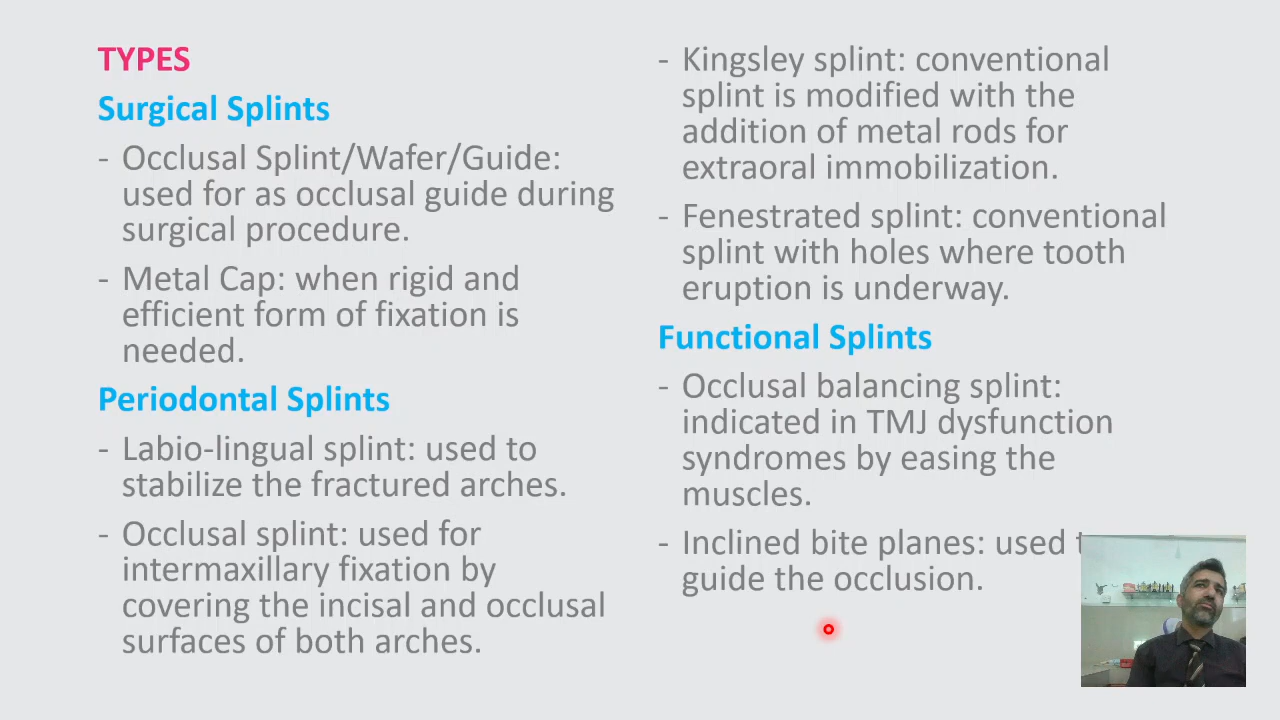 TYPES
Surgical Splints
- Occlusal Splint/Wafer/Guide:
used for as occlusal guide during
surgical procedure.
- Metal Cap: when rigid and
efficient form of fixation is
needed.
Periodontal Splints
- Labio-lingual splint: used to
stabilize the fractured arches.
- Occlusal splint: used for
intermaxillary fixation by
covering the incisal and occlusal
surfaces of both arches.
- Kingsley splint: conventional
splint is modified with the
addition of metal rods for
extraoral immobilization.
- Fenestrated splint: conventional
splint with holes where tooth
eruption is underway.
Functional Splints
- Occlusal balancing splint:
indicated in TMJ dysfunction
syndromes by easing the
muscles.
- Inclined bite planes: used
guide the occlusion.